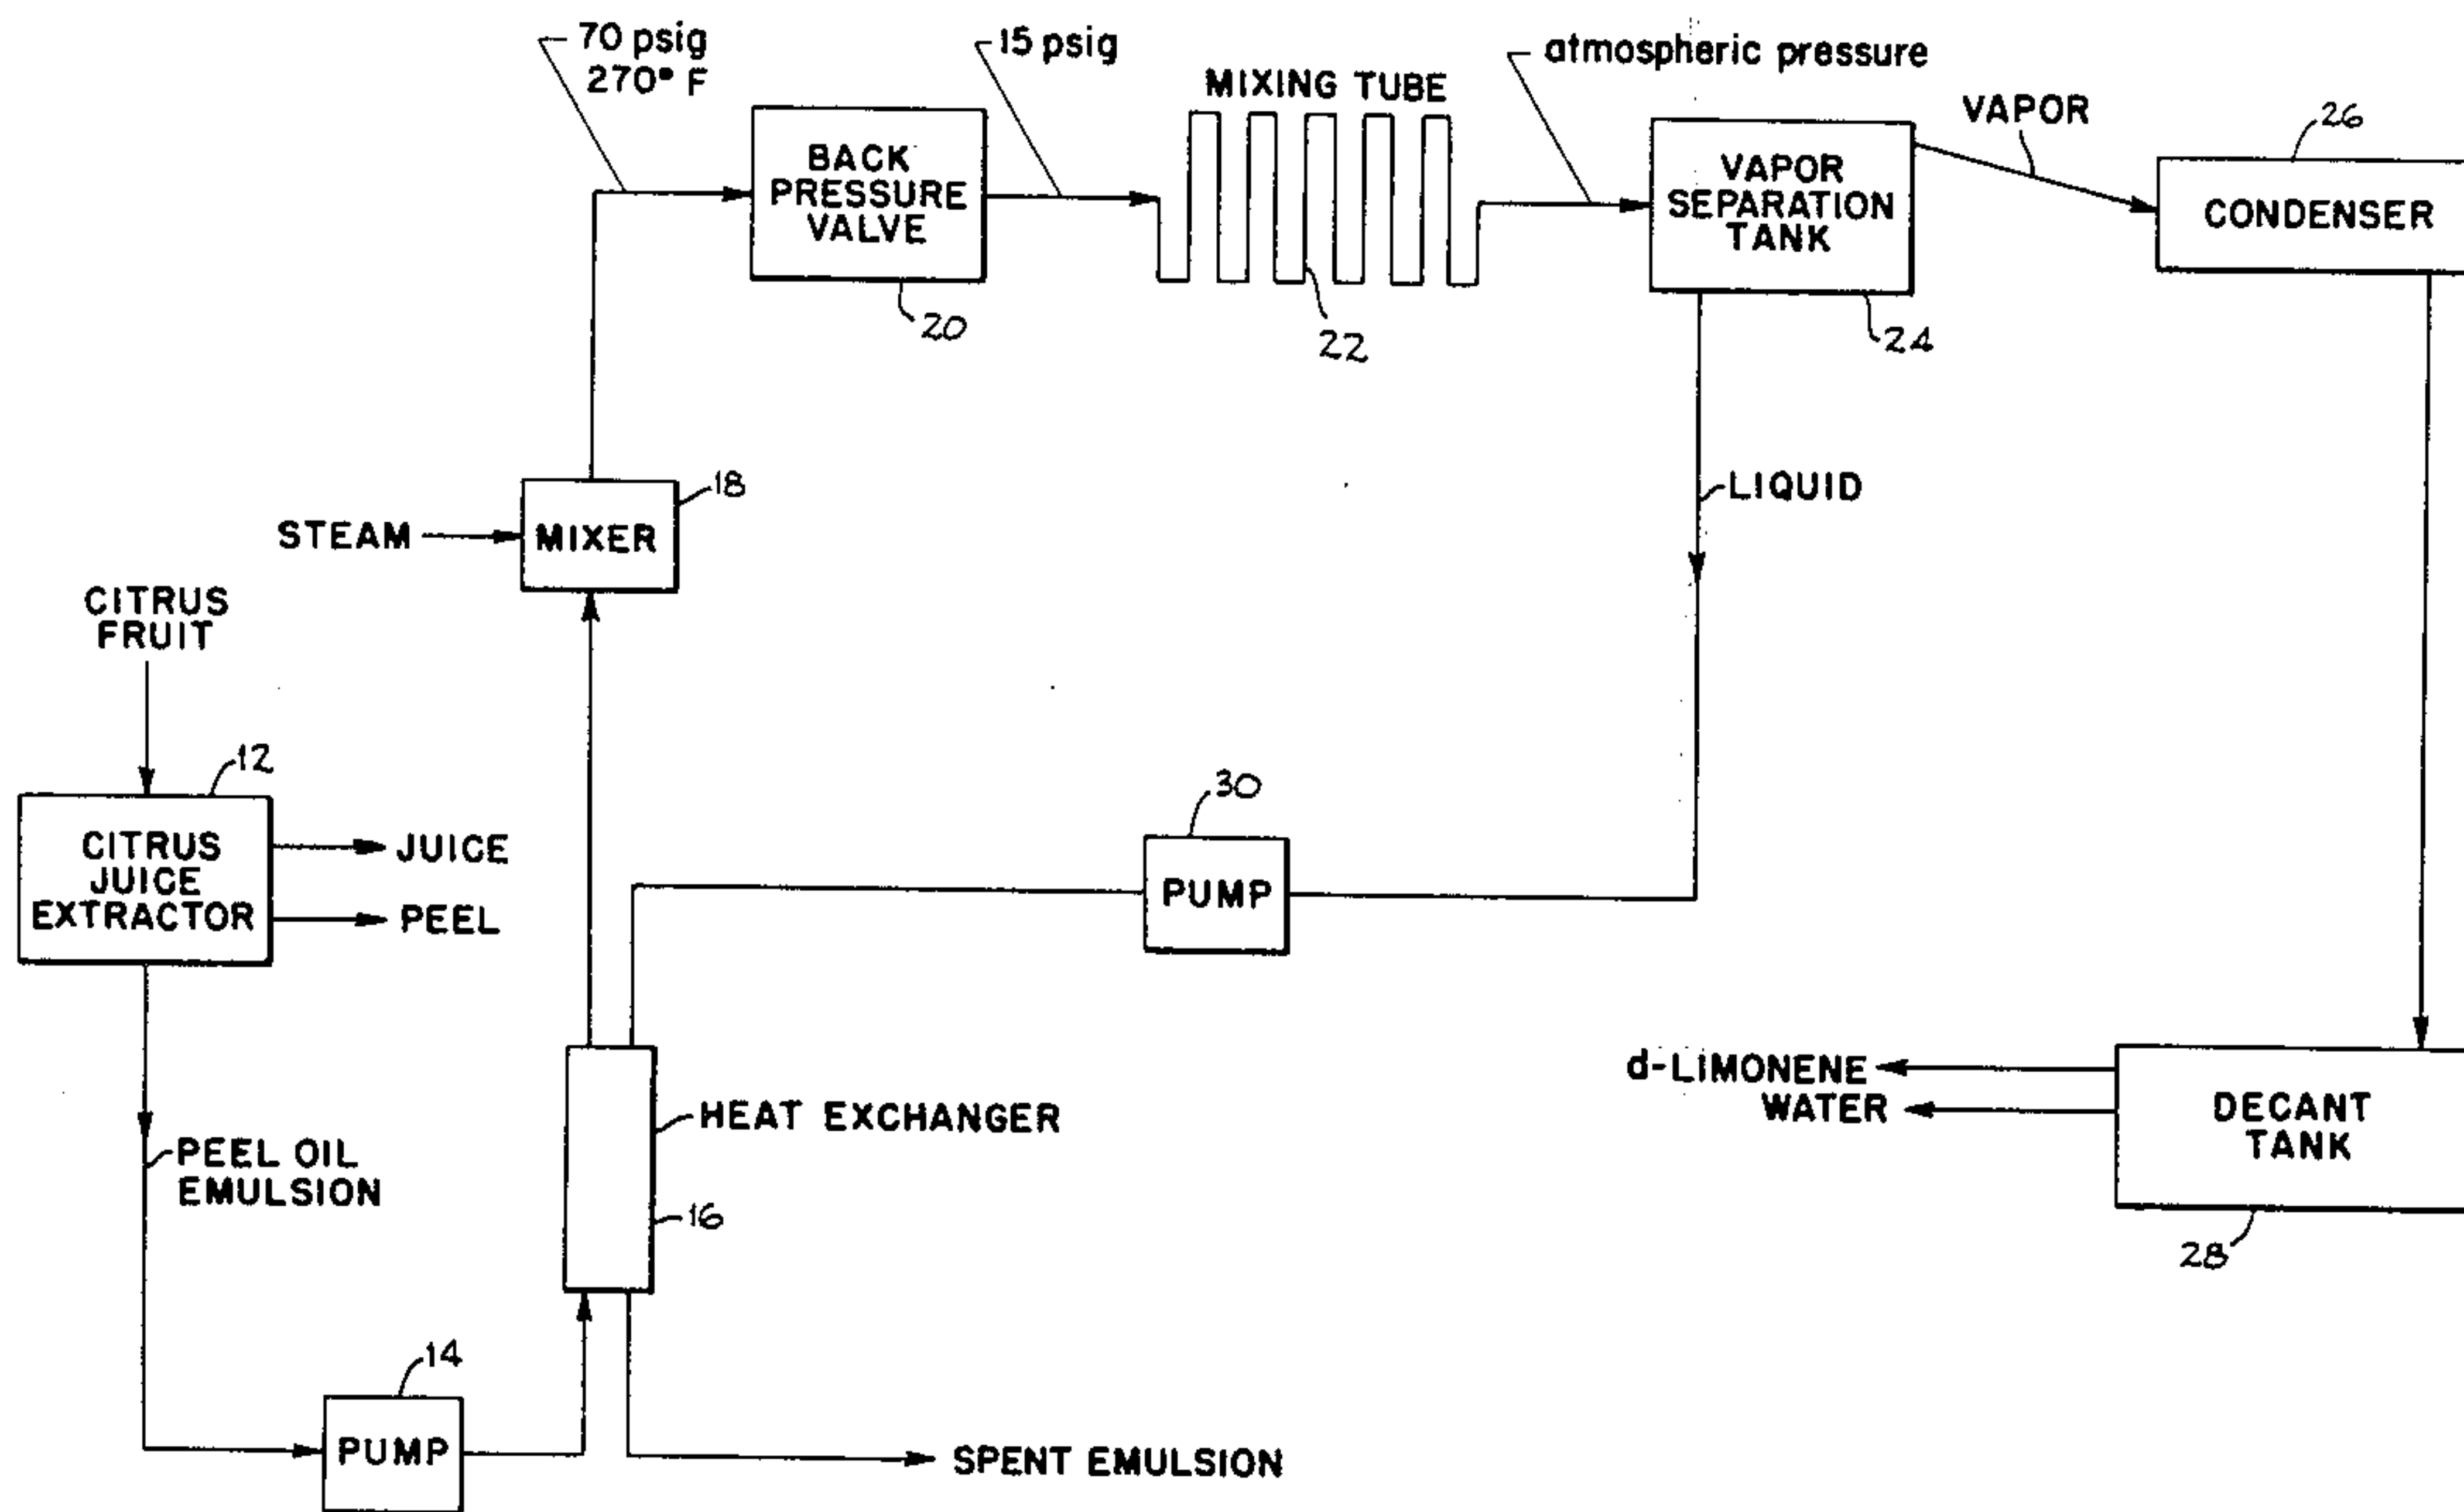 70 psig
270° F
15 psig
MIXING TUBE
atmospheric pressure
VAPOR
26
BACK
PRESSURE
VALVE
20
22
VAPOR
SEPARATION
TANK
24
CONDENSER
LIQUID
18
STEAM
MIXER
CITRUS
FRUIT
12
CITRUS
JUICE
EXTRACTOR
JUICE
PEEL
30
PUMP
HEAT EXCHANGER
16
d-LIMONENE
WATER
DECANT
TANK
28
PEEL OIL
EMULSION
14
PUMP
SPENT EMULSION